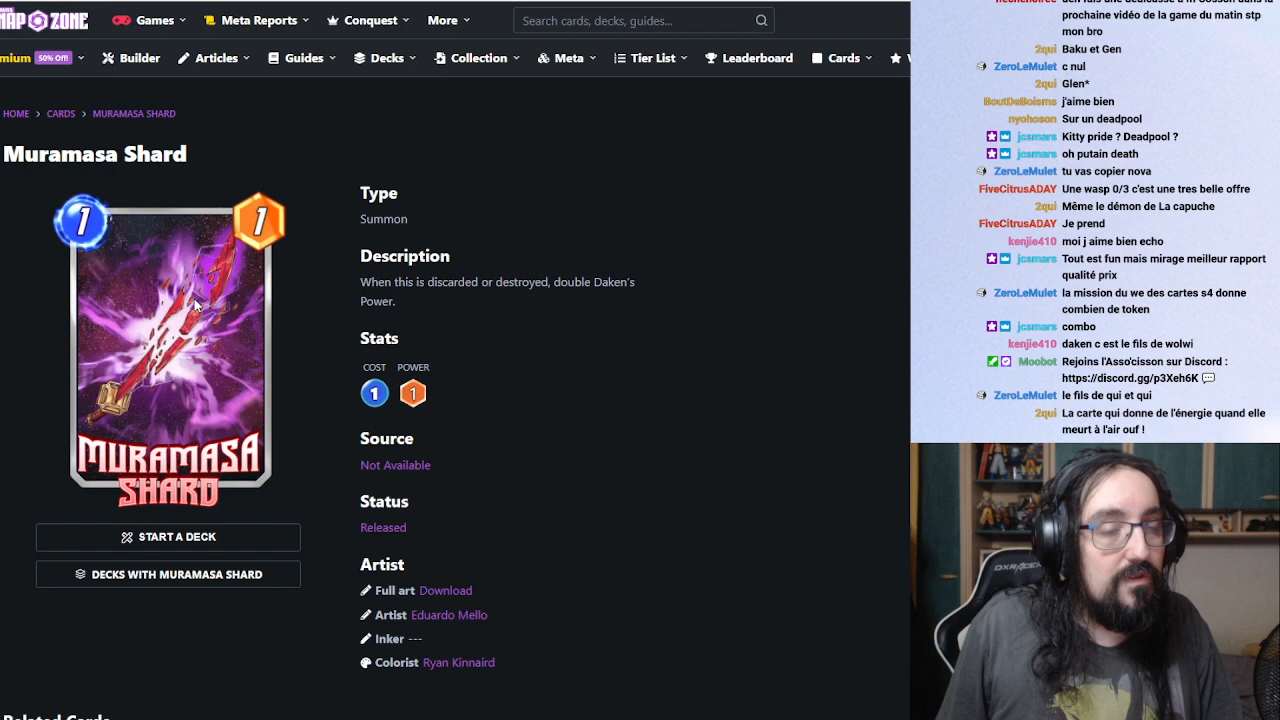 SNAP ZONE
Games
Meta Reports
Conquest
More
Search cards, decks, guides...
mium 50% Off!
Builder
Articles
Guides
Decks
Collection
Meta
Tier List
Leaderboard
Cards
HOME > CARDS > MURAMASA SHARD
Muramasa Shard
1
1
MURAMASA
SHARD
START A DECK
DECKS WITH MURAMASA SHARD
Type
Summon
Description
When this is discarded or destroyed, double Daken's
Power.
Stats
COST POWER
1 1
Source
Not Available
Status
Released
Artist
Full art Download
Artist Eduardo Mello
Inker ---
Colorist Ryan Kinnaird
Related Cards
prochaine vidéo de la game du matin stp
mon bro
2qui Baku et Gen
ZeroLeMulet c nul
2qui Glen*
BoutDeBoisms j'aime bien
nyohoson Sur un deadpool
jcsmars Kitty pride ? Deadpool ?
jcsmars oh putain death
ZeroLeMulet tu vas copier nova
FiveCitrusADAY Une wasp 0/3 c'est une tres belle offre
2qui Même le démon de La capuche
FiveCitrusADAY Je prend
kenjie410 moi j aime bien echo
jcsmars Tout est fun mais mirage meilleur rapport
qualité prix
ZeroLeMulet la mission du we des cartes s4 donne
combien de token
jcsmars combo
kenjie410 daken c est le fils de wolwi
Moobot Rejoins l'Asso'cisson sur Discord :
https://discord.gg/p3Xeh6K
ZeroLeMulet le fils de qui et qui
2qui La carte qui donne de l'énergie quand elle
meurt à l'air ouf !
DXRACER